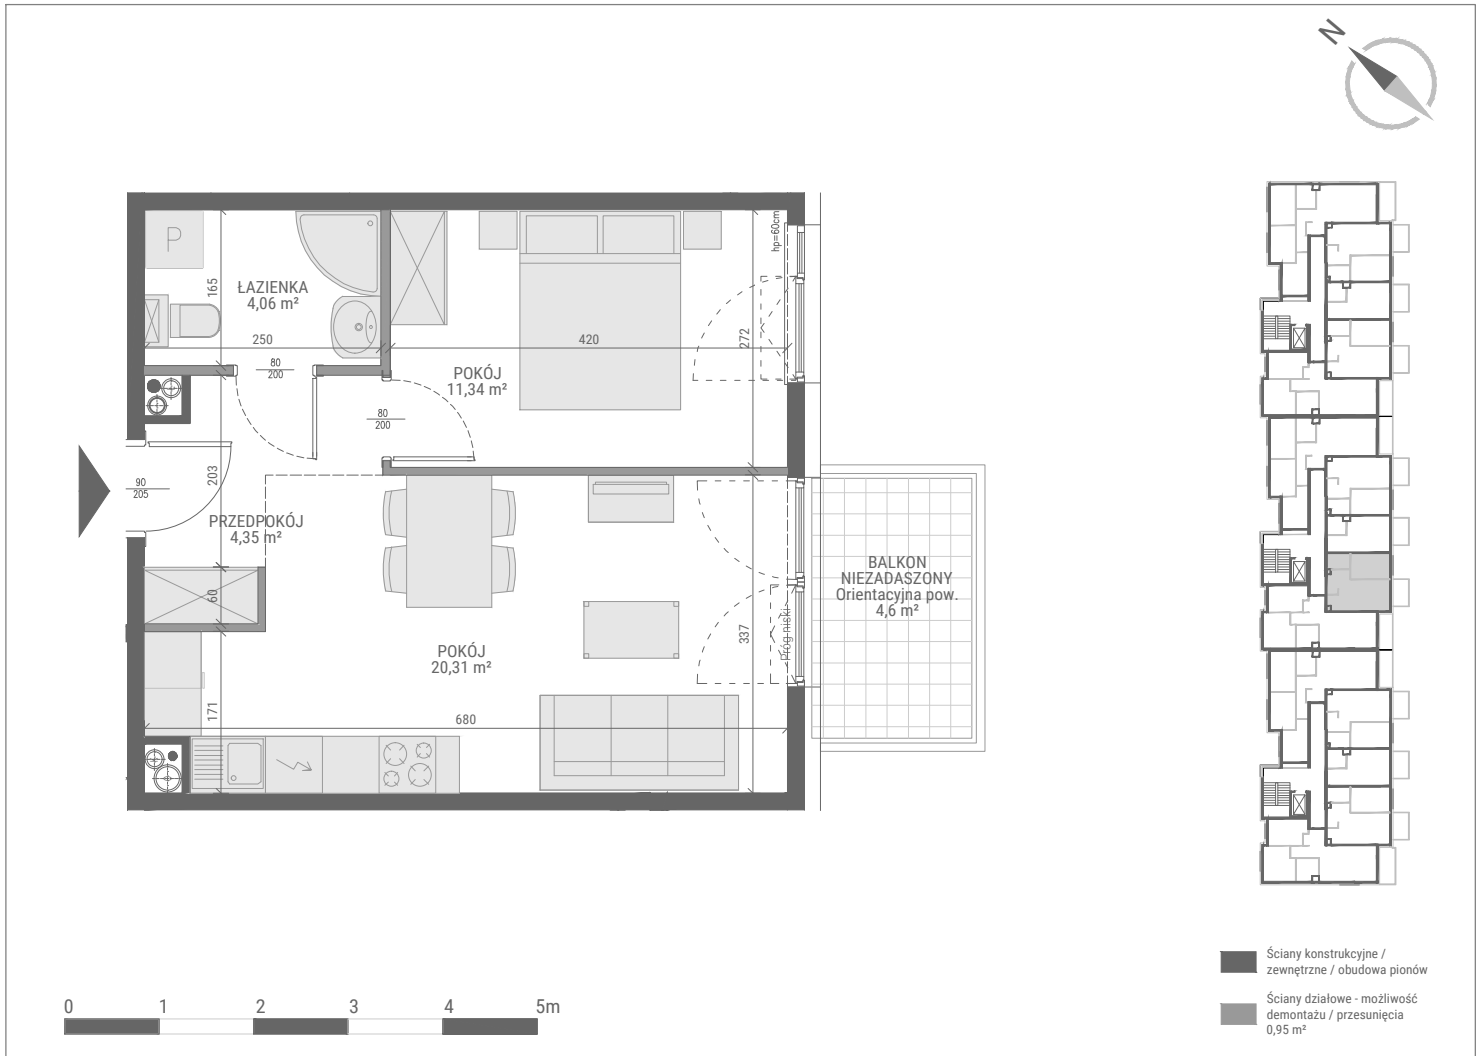 N
hp=60cm
P
165
ŁAZIENKA
4,06 m²
250
420
272
80
200
POKÓJ
11,34 m²
80
200
203
90
205
PRZEDPOKÓJ
4,35 m²
BALKON
NIEZADASZONY
Orientacyjna pow.
4,6 m²
60
Próg niski
337
POKÓJ
20,31 m²
171
680
Ściany konstrukcyjne /
zewnętrzne / obudowa pionów
Ściany działowe - możliwość
demontażu / przesunięcia
0,95 m²
0 1 2 3 4 5m